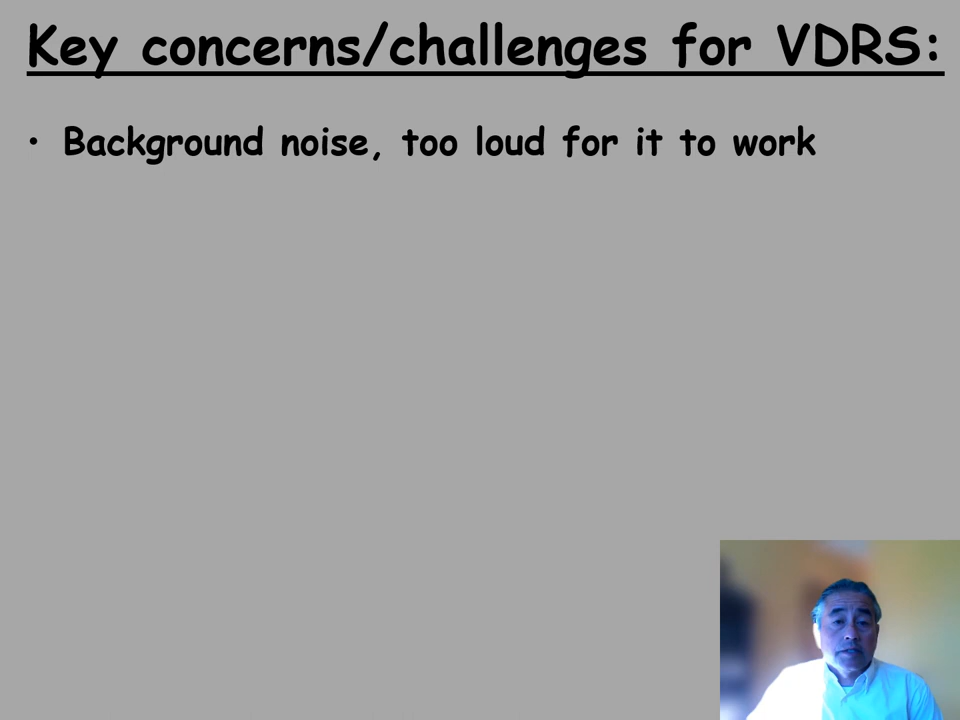 Key concerns/challenges for VDRS:
• Background noise, too loud for it to work